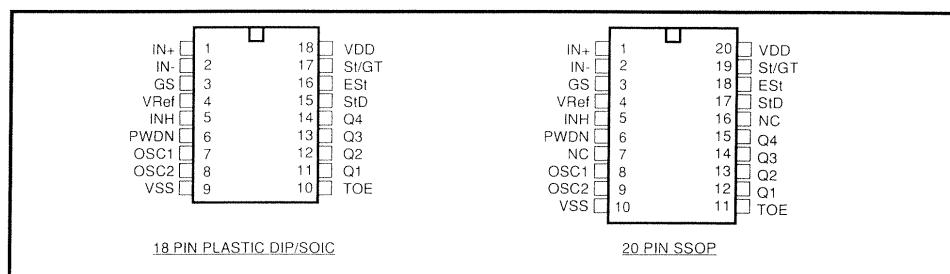 IN+ 1 18 VDD
IN- 2 17 St/GT
GS 3 16 ESt
VRef 4 15 StD
INH 5 14 Q4
PWDN 6 13 Q3
OSC1 7 12 Q2
OSC2 8 11 Q1
VSS 9 10 TOE
18 PIN PLASTIC DIP/SOIC
IN+ 1 20 VDD
IN- 2 19 St/GT
GS 3 18 ESt
VRef 4 17 StD
INH 5 16 NC
PWDN 6 15 Q4
NC 7 14 Q3
OSC1 8 13 Q2
OSC2 9 12 Q1
VSS 10 11 TOE
20 PIN SSOP